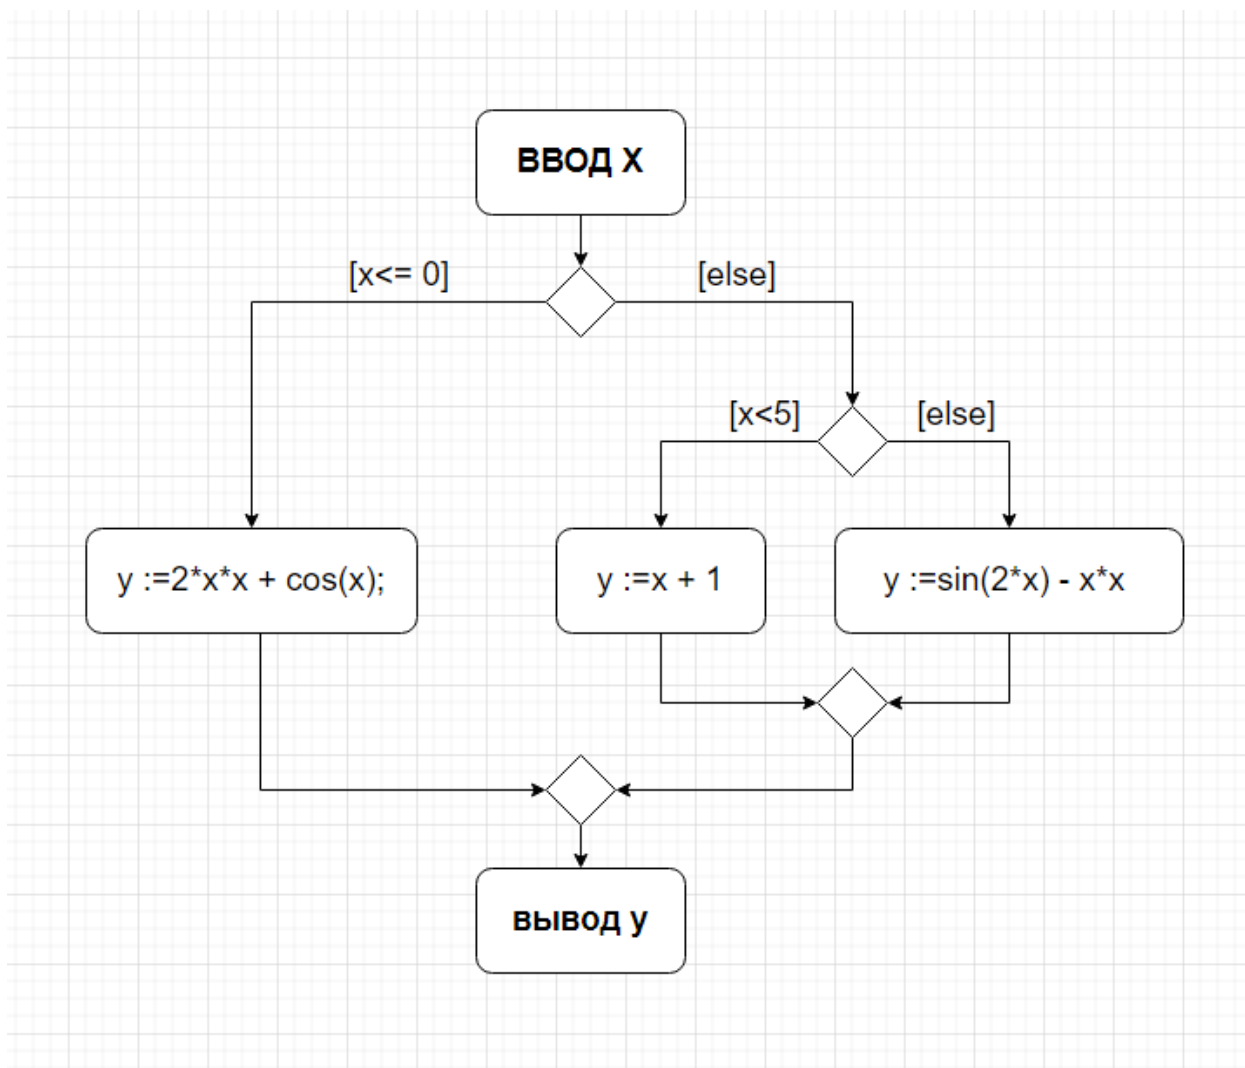 ВВОД X
[x<= 0]
[else]
[x<5]
[else]
y :=2*x*x + cos(x);
y :=x + 1
y :=sin(2*x) - x*x
вывод y